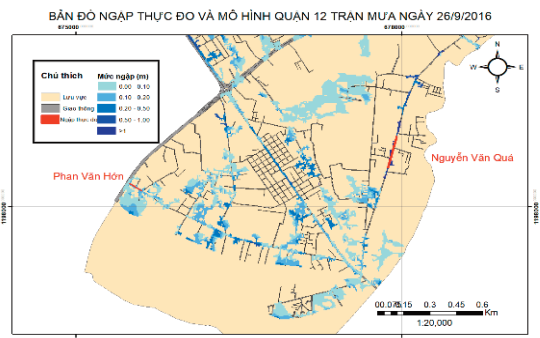 BẢN ĐỒ NGẬP THỰC ĐO VÀ MÔ HÌNH QUẬN 12 TRẬN MƯA NGÀY 26/9/2016
675000
678000
Chú thích
Mức ngập (m)
Lưu vực
0.00 - 0.10
Giao thông
0.10 - 0.20
0.20 - 0.50
0.50 - 1.00
>1
N
W
E
S
Phan Văn Hớn
Nguyễn Văn Quá
0.3
0.45
0.6
Km
1:20,000